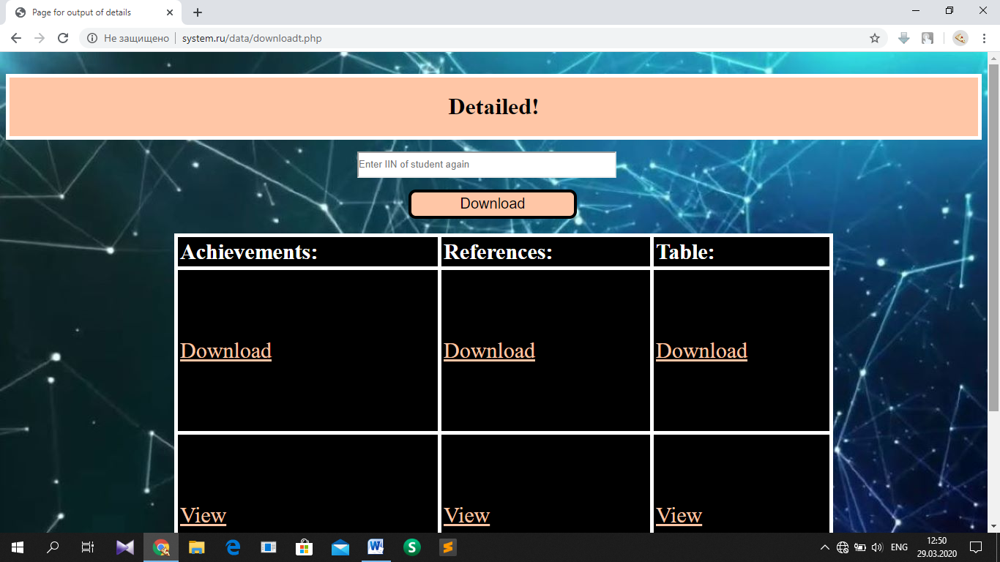 Page for output of details
Не защищено
system.ru/data/downloadt.php
Detailed!
Enter IIN of student again
Download
Achievements: References: Table:
Download Download Download
View View View
ENG
12:50
29.03.2020